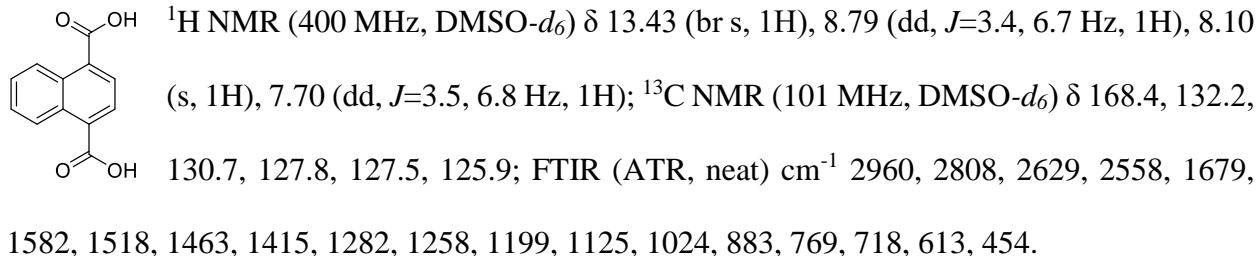 O OH
¹H NMR (400 MHz, DMSO-d₆) δ 13.43 (br s, 1H), 8.79 (dd, J=3.4, 6.7 Hz, 1H), 8.10
(s, 1H), 7.70 (dd, J=3.5, 6.8 Hz, 1H); ¹³C NMR (101 MHz, DMSO-d₆) δ 168.4, 132.2,
O OH
130.7, 127.8, 127.5, 125.9; FTIR (ATR, neat) cm⁻¹ 2960, 2808, 2629, 2558, 1679,
1582, 1518, 1463, 1415, 1282, 1258, 1199, 1125, 1024, 883, 769, 718, 613, 454.